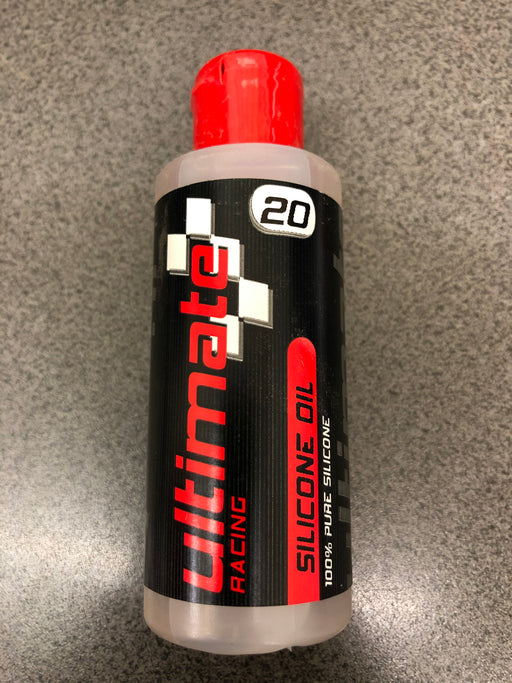 20
ultimate
RACING
SILICONE OIL
100% PURE SILICONE